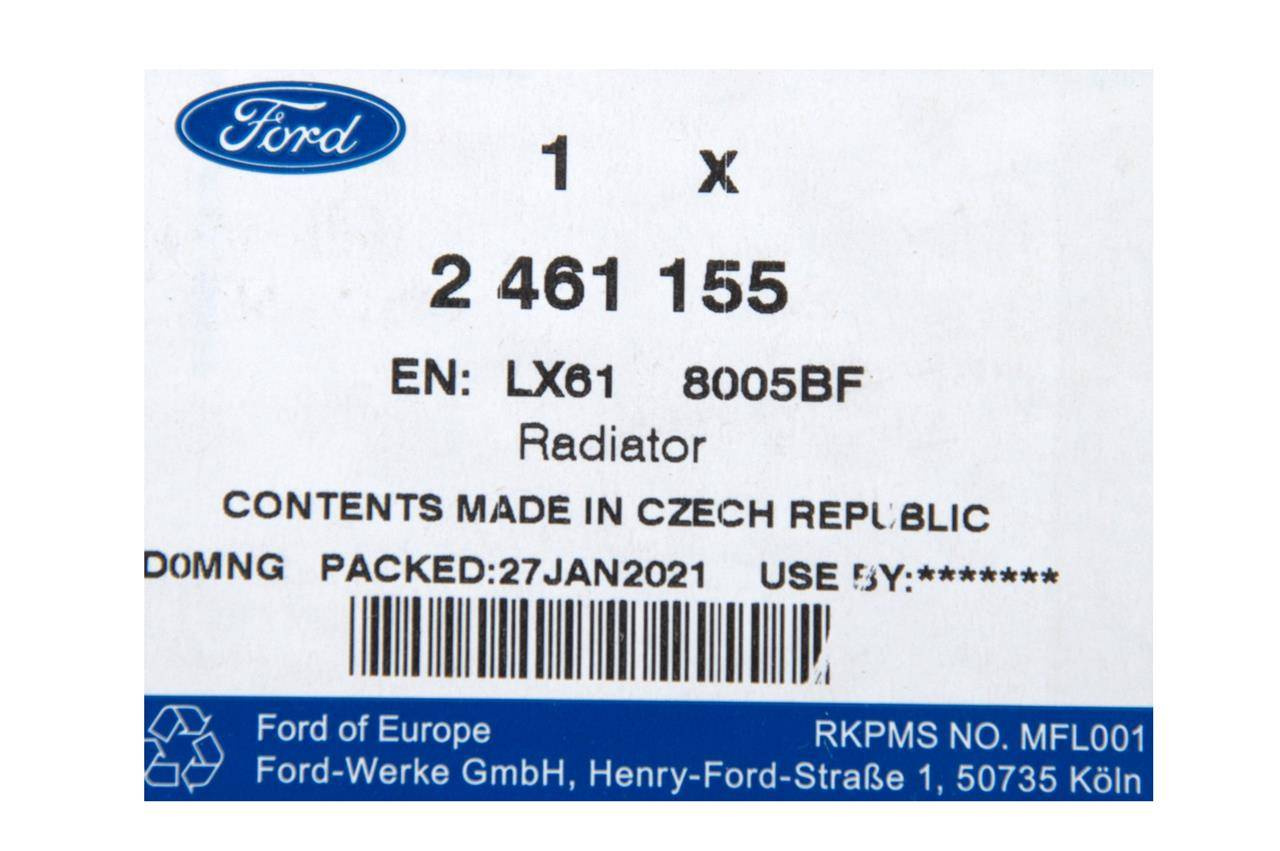 Ford
1 x
2 461 155
EN: LX61 8005BF
Radiator
CONTENTS MADE IN CZECH REPUBLIC
D0MNG PACKED:27JAN2021 USE BY:*******
Ford of Europe RKPMS NO. MFL001
Ford-Werke GmbH, Henry-Ford-Straße 1, 50735 Köln